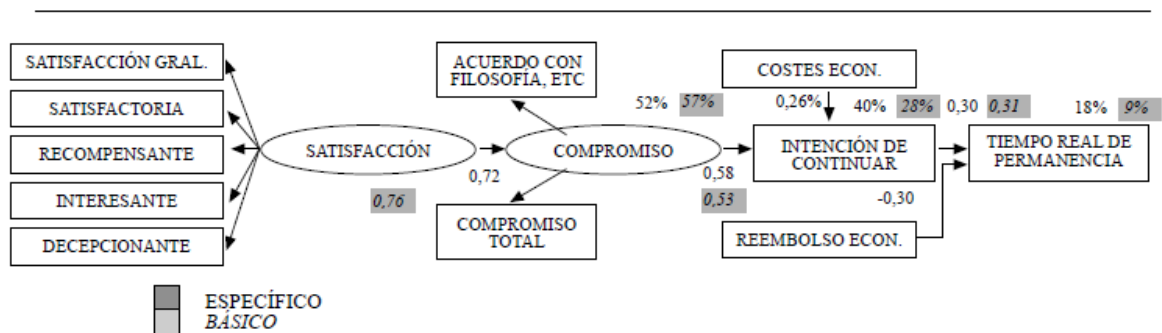 SATISFACCIÓN GRAL.
SATISFACTORIA
RECOMPENSANTE
INTERESANTE
DECEPCIONANTE
SATISFACCIÓN
0,72
0,76
ACUERDO CON
FILOSOFÍA, ETC
52% 57%
COMPROMISO
COMPROMISO
TOTAL
0,58
0,53
COSTES ECON.
0,26%
40% 28%
INTENCIÓN DE
CONTINUAR
0,30 0,31
-0,30
REEMBOLSO ECON.
18% 9%
TIEMPO REAL DE
PERMANENCIA
ESPECÍFICO
BÁSICO